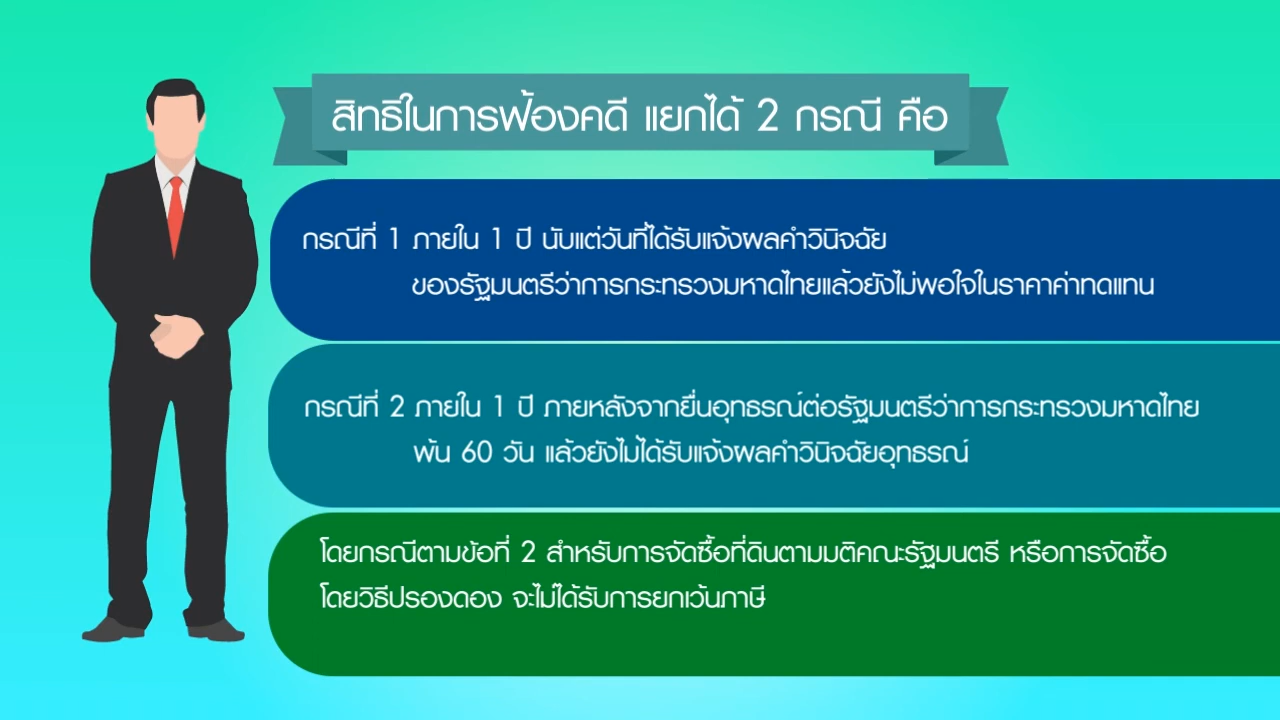 สิทธิในการฟ้องคดี แยกได้ 2 กรณี คือ
กรณีที่ 1 ภายใน 1 ปี นับแต่วันที่ได้รับแจ้งผลคำวินิจฉัย
ของรัฐมนตรีว่าการกระทรวงมหาดไทยแล้วยังไม่พอใจในราคาค่าทดแทน
กรณีที่ 2 ภายใน 1 ปี ภายหลังจากยื่นอุทธรณ์ต่อรัฐมนตรีว่าการกระทรวงมหาดไทย
พ้น 60 วัน แล้วยังไม่ได้รับแจ้งผลคำวินิจฉัยอุทธรณ์
โดยกรณีตามข้อที่ 2 สำหรับการจัดซื้อที่ดินตามมติคณะรัฐมนตรี หรือการจัดซื้อ
โดยวิธีปรองดอง จะไม่ได้รับการยกเว้นภาษี